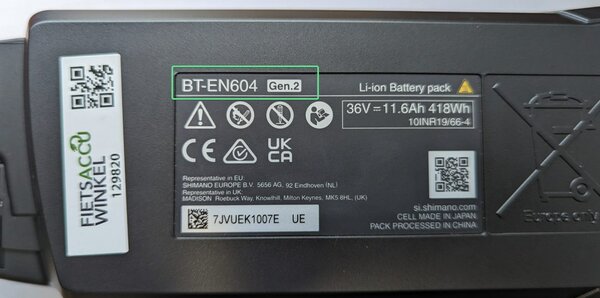 FIETSACCU
WINKEL
129820
BT-EN604 Gen.2
Li-ion Battery pack
36V=11.6Ah 418Wh
10INR19/66-4
CE
UK
CA
Representative in EU:
SHIMANO EUROPE B.V. 5656 AG, 92 Eindhoven (NL)
Representative in UK:
MADISON Roebuck Way, Knowlhill, Milton Keynes, MK5 8HL, (UK)
7JVUEK1007E UE
si.shimano.com
CELL MADE IN JAPAN
PACK PROCESSED IN CHINA
Europe only